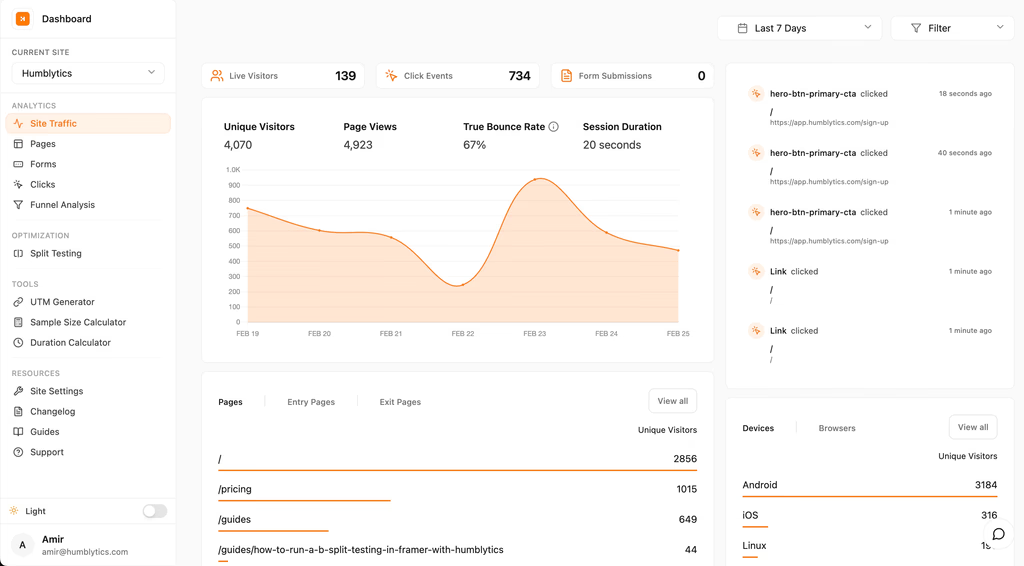 Dashboard
CURRENT SITE
Humblytics
ANALYTICS
Site Traffic
Pages
Forms
Clicks
Funnel Analysis
OPTIMIZATION
Split Testing
TOOLS
UTM Generator
Sample Size Calculator
Duration Calculator
RESOURCES
Site Settings
Changelog
Guides
Support
Light
A
Amir
amir@humblytics.com
Last 7 Days
Filter
Live Visitors 139
Click Events 734
Form Submissions 0
Unique Visitors Page Views True Bounce Rate Session Duration
4,070 4,923 67% 20 seconds
1.0K
900
800
700
600
500
400
300
200
100
0
FEB 19 FEB 20 FEB 21 FEB 22 FEB 23 FEB 24 FEB 25
Pages Entry Pages Exit Pages View all
Unique Visitors
/ 2856
/pricing 1015
/guides 649
/guides/how-to-run-a-b-split-testing-in-framer-with-humblytics 44
hero-btn-primary-cta clicked 18 seconds ago
/
https://app.humblytics.com/sign-up
hero-btn-primary-cta clicked 40 seconds ago
/
https://app.humblytics.com/sign-up
hero-btn-primary-cta clicked 1 minute ago
/
https://app.humblytics.com/sign-up
Link clicked 1 minute ago
/
/
Link clicked 1 minute ago
/
/
Devices Browsers View all
Unique Visitors
Android 3184
iOS 316
Linux